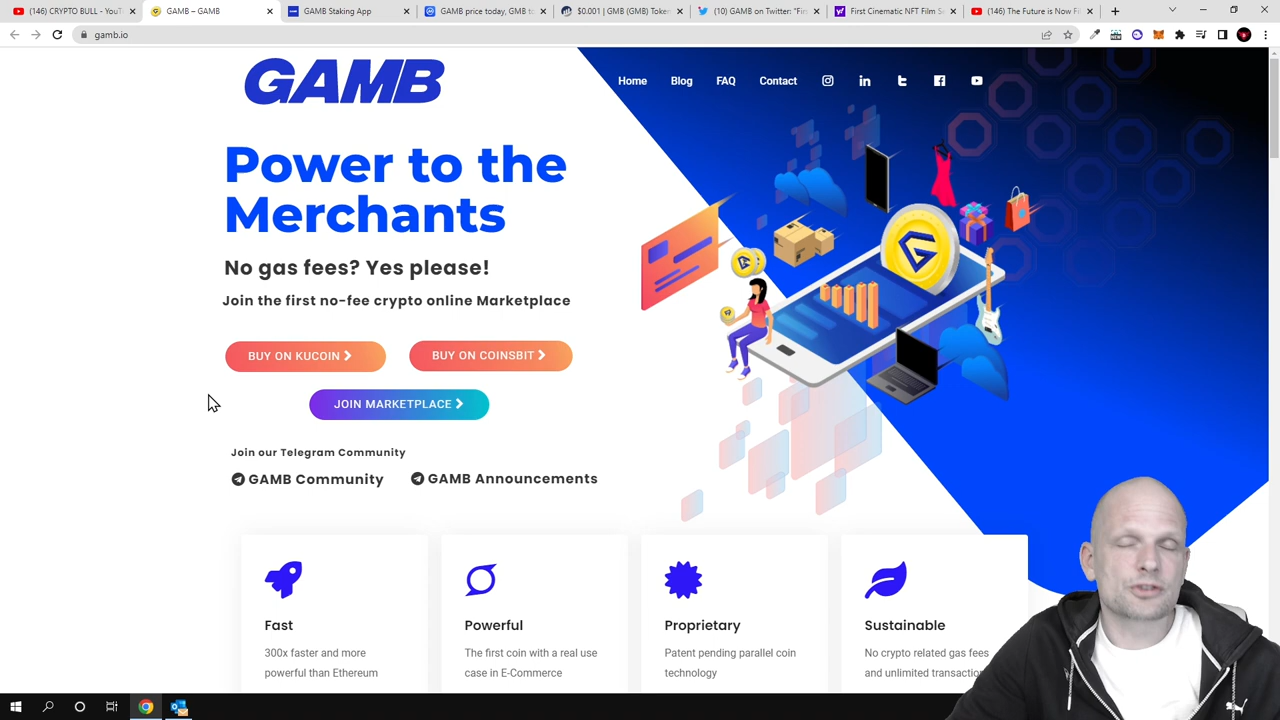 (146) CRYPTO BULL - YouT
GAMB – GAMB
GAMB Staking App
GAMB price today, GMB to
$0.001 | GMB (GMB) Token
(10) GAMB on Twitter: "Firs
First Cinematic NFT Film Se
(146) The Future is Now Fi
gamb.io
GAMB
Home
Blog
FAQ
Contact
Power to the
Merchants
No gas fees? Yes please!
Join the first no-fee crypto online Marketplace
BUY ON KUCOIN
BUY ON COINSBIT
JOIN MARKETPLACE
Join our Telegram Community
GAMB Community
GAMB Announcements
Fast
300x faster and more
powerful than Ethereum
Powerful
The first coin with a real use
case in E-Commerce
Proprietary
Patent pending parallel coin
technology
Sustainable
No crypto related gas fees
and unlimited transactio